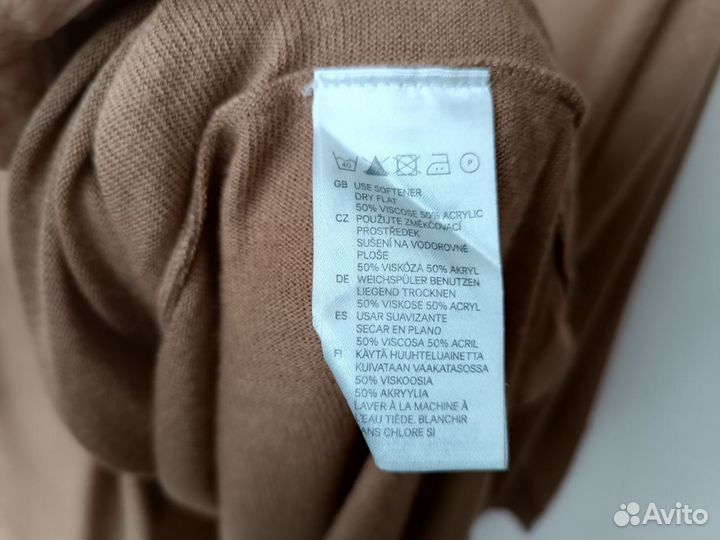 40 P
GB USE SOFTENER
DRY FLAT
50% VISCOSE 50% ACRYLIC
CZ POUŽIJTE ZMĚKČOVACÍ
PROSTŘEDEK
SUŠENÍ NA VODOROVNÉ
PLOŠE
50% VISKÓZA 50% AKRYL
DE WEICHSPÜLER BENUTZEN
LIEGEND TROCKNEN
50% VISKOSE 50% ACRYL
ES USAR SUAVIZANTE
SECAR EN PLANO
50% VISCOSA 50% ACRIL
FI KÄYTÄ HUUHTELUAINETTA
KUIVATAAN VAAKATASOSSA
50% VISKOOSIA
50% AKRYYLIA
LAVER À LA MACHINE À
L'EAU TIÈDE. BLANCHIR
SANS CHLORE SI
Avito